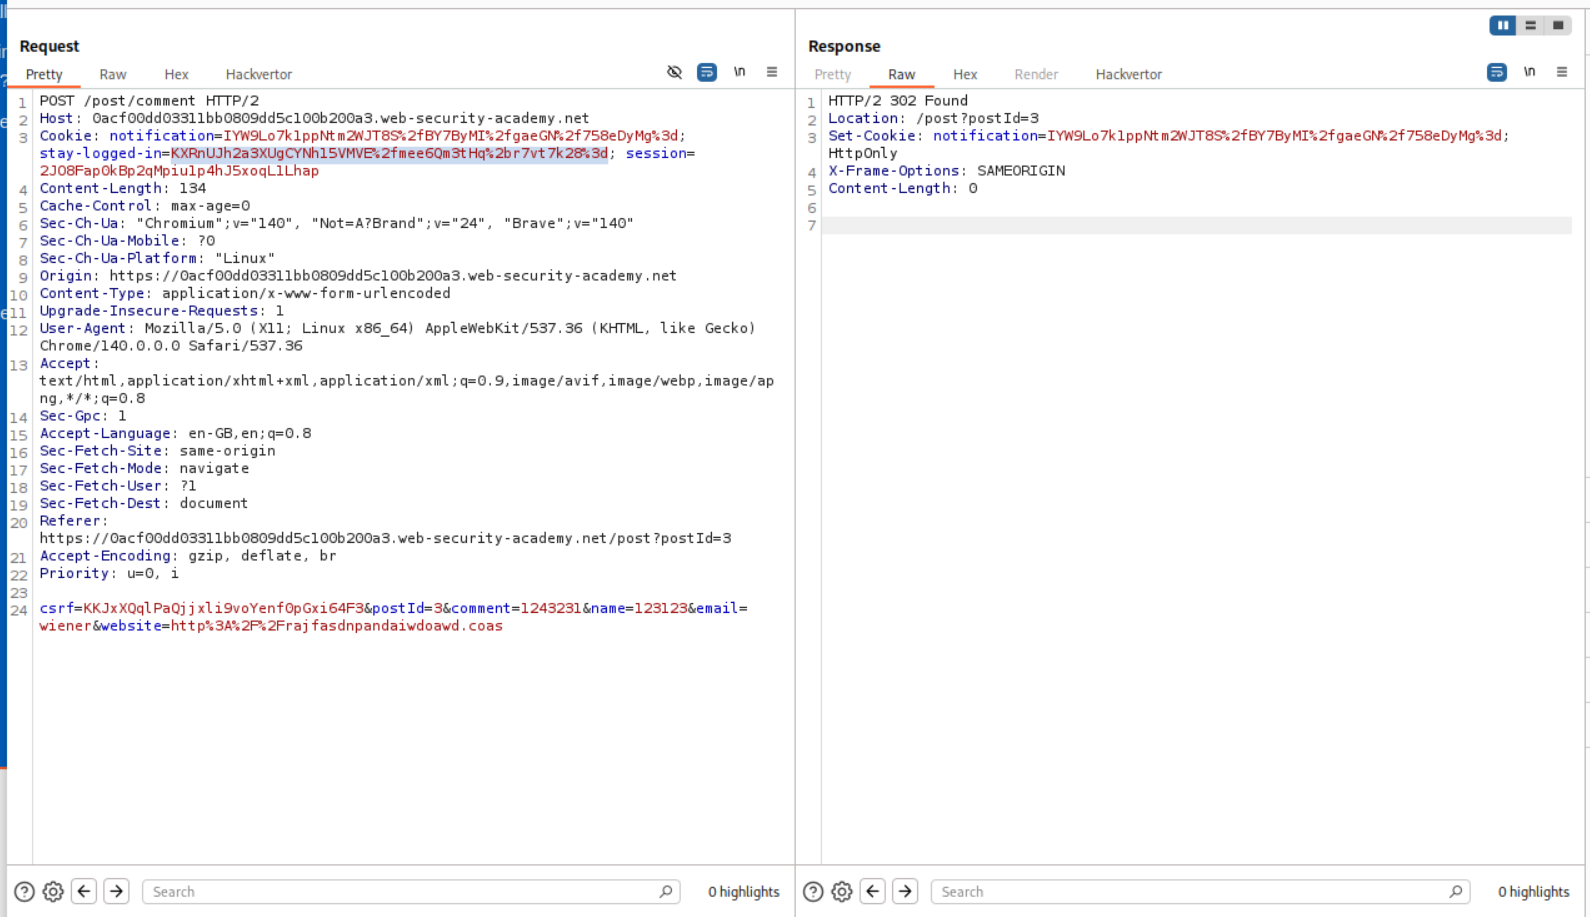 Request
Response
Pretty Raw Hex Hackvertor \n
Pretty Raw Hex Render Hackvertor \n
1 POST /post/comment HTTP/2
2 Host: 0acf00dd03311bb0809dd5c100b200a3.web-security-academy.net
3 Cookie: notification=IYW9Lo7k1ppNtm2WJT8S%2fBY7ByMI%2fgaeGN%2f758eDyMg%3d;
stay-logged-in=KXRnUJh2a3XUgCYNh15VMVE%2fmee6Qm3tHq%2br7vt7k28%3d; session=
2JO8Fap0kBp2qMpiu1p4hJ5xoqL1Lhap
4 Content-Length: 134
5 Cache-Control: max-age=0
6 Sec-Ch-Ua: "Chromium";v="140", "Not=A?Brand";v="24", "Brave";v="140"
7 Sec-Ch-Ua-Mobile: ?0
8 Sec-Ch-Ua-Platform: "Linux"
9 Origin: https://0acf00dd03311bb0809dd5c100b200a3.web-security-academy.net
10 Content-Type: application/x-www-form-urlencoded
11 Upgrade-Insecure-Requests: 1
12 User-Agent: Mozilla/5.0 (X11; Linux x86_64) AppleWebKit/537.36 (KHTML, like Gecko)
Chrome/140.0.0.0 Safari/537.36
13 Accept:
text/html,application/xhtml+xml,application/xml;q=0.9,image/avif,image/webp,image/ap
ng,*/*;q=0.8
14 Sec-Gpc: 1
15 Accept-Language: en-GB,en;q=0.8
16 Sec-Fetch-Site: same-origin
17 Sec-Fetch-Mode: navigate
18 Sec-Fetch-User: ?1
19 Sec-Fetch-Dest: document
20 Referer:
https://0acf00dd03311bb0809dd5c100b200a3.web-security-academy.net/post?postId=3
21 Accept-Encoding: gzip, deflate, br
22 Priority: u=0, i
23
24 csrf=KKJxXQqlPaQjjxli9voYenf0pGxi64F3&postId=3&comment=1243231&name=123123&email=
wiener&website=http%3A%2F%2Frajfasdnpandaiwdoawd.coas
1 HTTP/2 302 Found
2 Location: /post?postId=3
3 Set-Cookie: notification=IYW9Lo7k1ppNtm2WJT8S%2fBY7ByMI%2fgaeGN%2f758eDyMg%3d;
HttpOnly
4 X-Frame-Options: SAMEORIGIN
5 Content-Length: 0
6
7
Search 0 highlights
Search 0 highlights